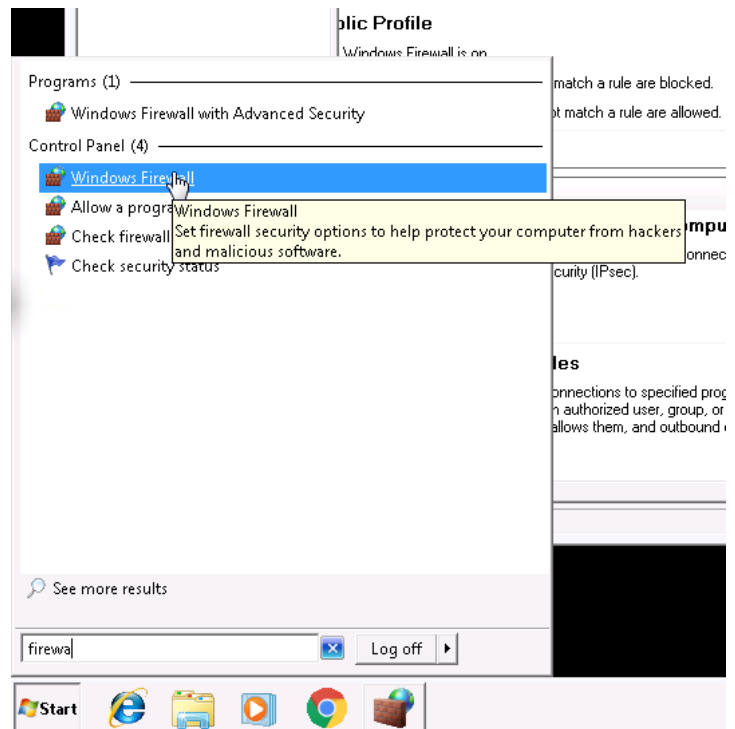 blic Profile
Windows Firewall is on
Programs (1)
match a rule are blocked.
Windows Firewall with Advanced Security
ot match a rule are allowed.
Control Panel (4)
Windows Firewall
Allow a progra
Windows Firewall
Set firewall security options to help protect your computer from hackers
and malicious software.
Check firewall
Check security status
ompu
onnec
curity (IPsec).
les
onnections to specified prog
n authorized user, group, or
allows them, and outbound
See more results
firewa
Log off
Start